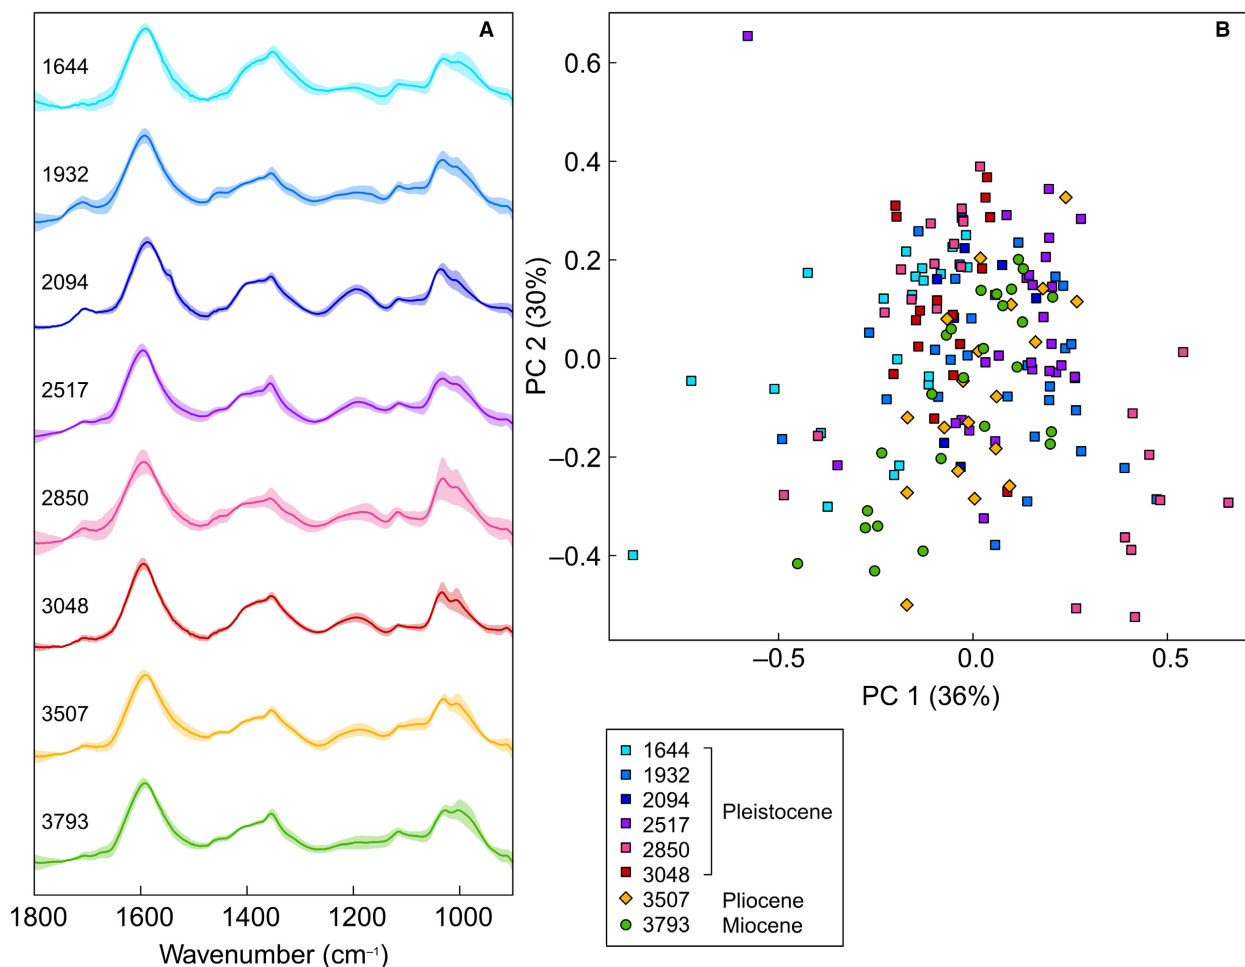 A
1644
1932
2094
2517
2850
3048
3507
3793
1800 1600 1400 1200 1000
Wavenumber (cm⁻¹)
B
0.6
0.4
0.2
0.0
–0.2
–0.4
PC 2 (30%)
–0.5 0.0 0.5
PC 1 (36%)
1644
1932
2094
2517
2850
3048
Pleistocene
3507 Pliocene
3793 Miocene